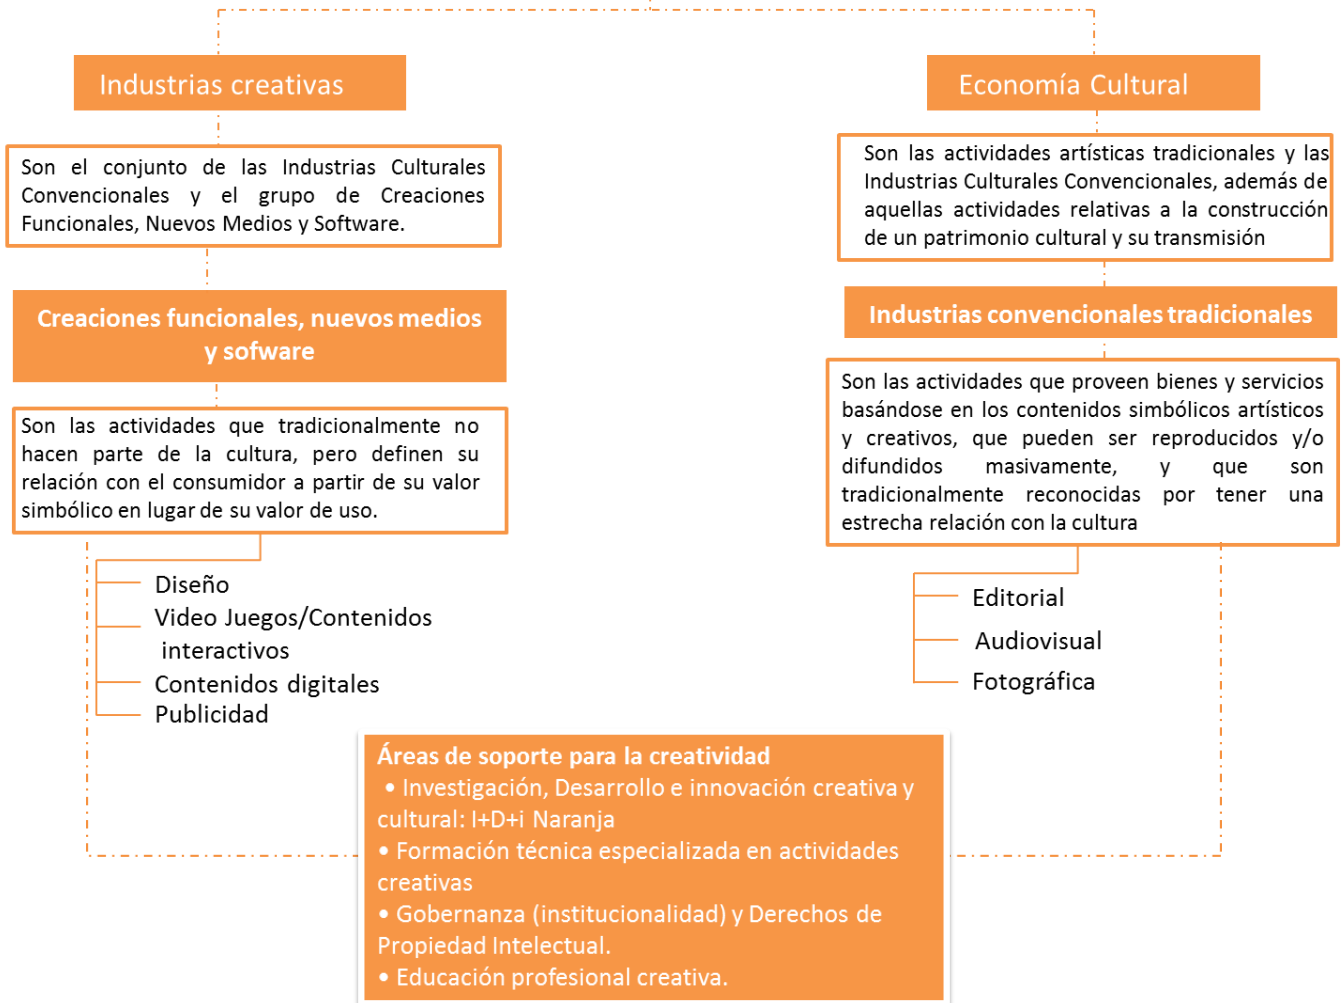 Industrias creativas
Son el conjunto de las Industrias Culturales
Convencionales y el grupo de Creaciones
Funcionales, Nuevos Medios y Software.
Creaciones funcionales, nuevos medios
y sofware
Son las actividades que tradicionalmente no
hacen parte de la cultura, pero definen su
relación con el consumidor a partir de su valor
simbólico en lugar de su valor de uso.
Diseño
Video Juegos/Contenidos
interactivos
Contenidos digitales
Publicidad
Economía Cultural
Son las actividades artísticas tradicionales y las
Industrias Culturales Convencionales, además de
aquellas actividades relativas a la construcción
de un patrimonio cultural y su transmisión
Industrias convencionales tradicionales
Son las actividades que proveen bienes y servicios
basándose en los contenidos simbólicos artísticos
y creativos, que pueden ser reproducidos y/o
difundidos masivamente, y que son
tradicionalmente reconocidas por tener una
estrecha relación con la cultura
Editorial
Audiovisual
Fotográfica
Áreas de soporte para la creatividad
• Investigación, Desarrollo e innovación creativa y
cultural: I+D+i Naranja
• Formación técnica especializada en actividades
creativas
• Gobernanza (institucionalidad) y Derechos de
Propiedad Intelectual.
• Educación profesional creativa.